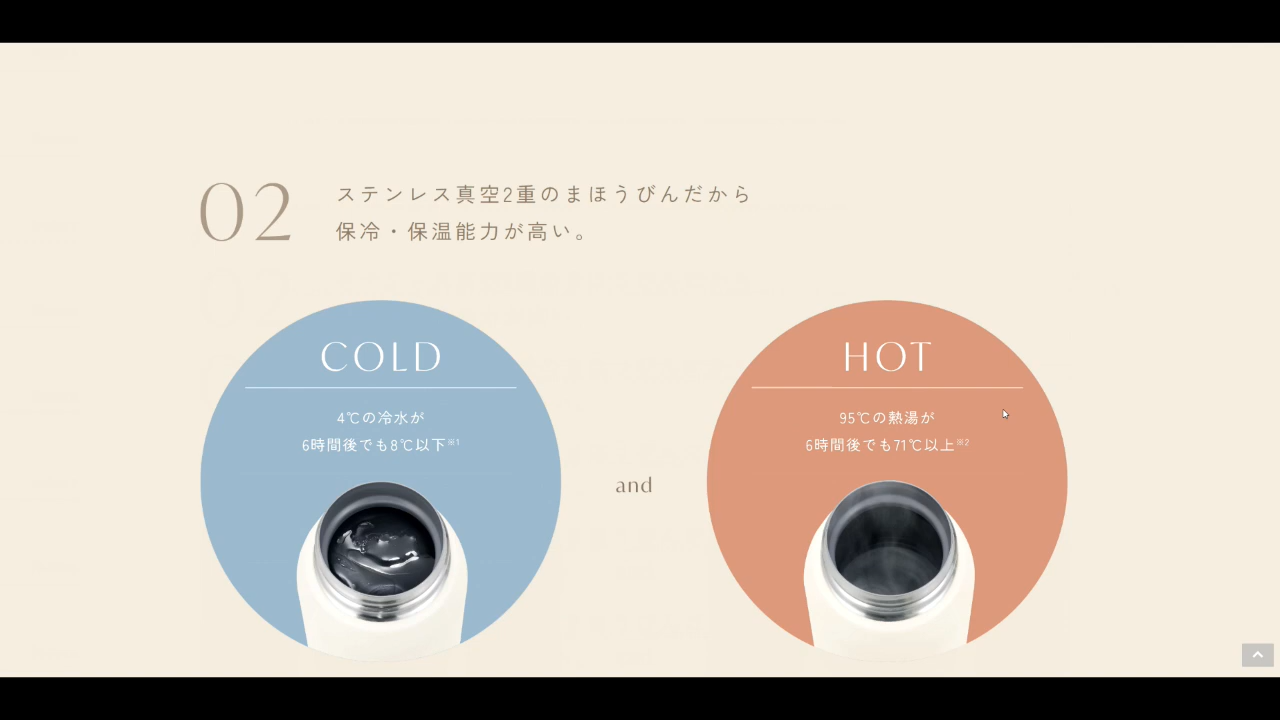 02
ステンレス真空2重のまほうびんだから
保冷・保温能力が高い。
COLD
4℃の冷水が
6時間後でも8℃以下※1
and
HOT
95℃の熱湯が
6時間後でも71℃以上※2